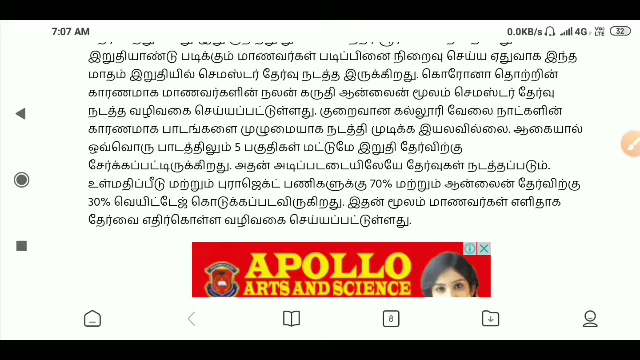 7:07 AM 0.0KB/s 4G VoLTE 32
இறுதியாண்டு படிக்கும் மாணவர்கள் படிப்பினை நிறைவு செய்ய ஏதுவாக இந்த
மாதம் இறுதியில் செமஸ்டர் தேர்வு நடத்த இருக்கிறது. கொரோனா தொற்றின்
காரணமாக மாணவர்களின் நலன் கருதி ஆன்லைன் மூலம் செமஸ்டர் தேர்வு
நடத்த வழிவகை செய்யப்பட்டுள்ளது. குறைவான கல்லூரி வேலை நாட்களின்
காரணமாக பாடங்களை முழுமையாக நடத்தி முடிக்க இயலவில்லை. ஆகையால்
ஒவ்வொரு பாடத்திலும் 5 பகுதிகள் மட்டுமே இறுதி தேர்விற்கு
சேர்க்கப்பட்டிருக்கிறது. அதன் அடிப்படையிலேயே தேர்வுகள் நடத்தப்படும்.
உள்மதிப்பீடு மற்றும் புராஜெக்ட் பணிகளுக்கு 70% மற்றும் ஆன்லைன் தேர்விற்கு
30% வெயிட்டேஜ் கொடுக்கப்படவிருகிறது. இதன் மூலம் மாணவர்கள் எளிதாக
தேர்வை எதிர்கொள்ள வழிவகை செய்யப்பட்டுள்ளது.
APOLLO
ARTS AND SCIENCE
8